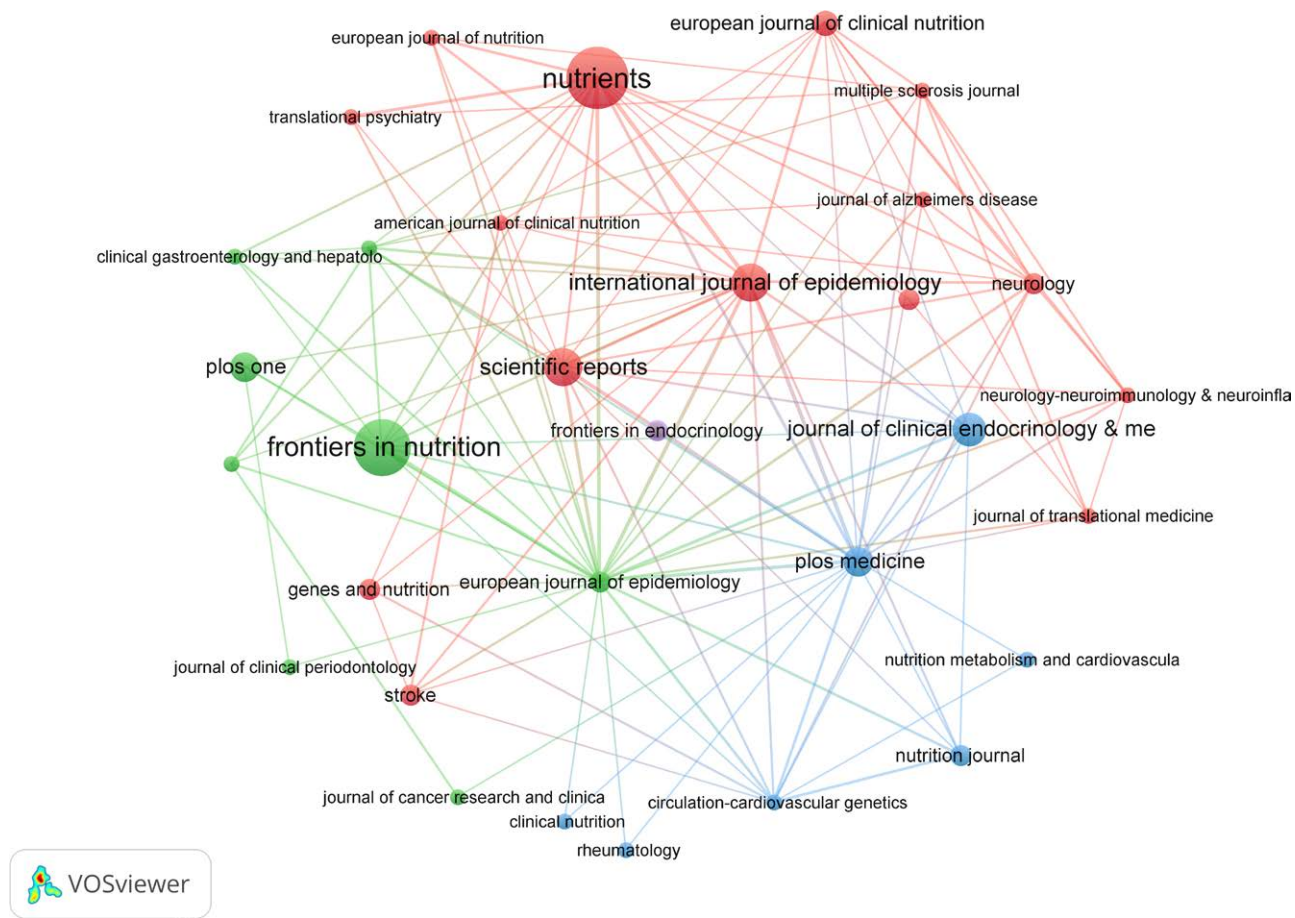 european journal of clinical nutrition
european journal of nutrition
nutrients
multiple sclerosis journal
translational psychiatry
journal of alzheimers disease
american journal of clinical nutrition
clinical gastroenterology and hepatolo
international journal of epidemiology
neurology
plos one
scientific reports
neurology-neuroimmunology & neuroinfla
frontiers in endocrinology
journal of clinical endocrinology & me
frontiers in nutrition
journal of translational medicine
plos medicine
genes and nutrition
european journal of epidemiology
journal of clinical periodontology
nutrition metabolism and cardiovascula
stroke
nutrition journal
journal of cancer research and clinica
circulation-cardiovascular genetics
clinical nutrition
rheumatology
VOSviewer